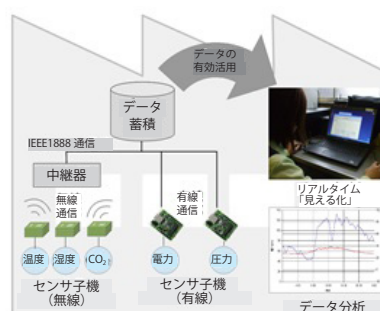 データの
有効活用
データ
蓄積
IEEE1888 通信
中継器
無線
通信
有線
通信
温度
湿度
CO₂
電力
圧力
センサ子機
(無線)
センサ子機
(有線)
リアルタイム
「見える化」
データ分析